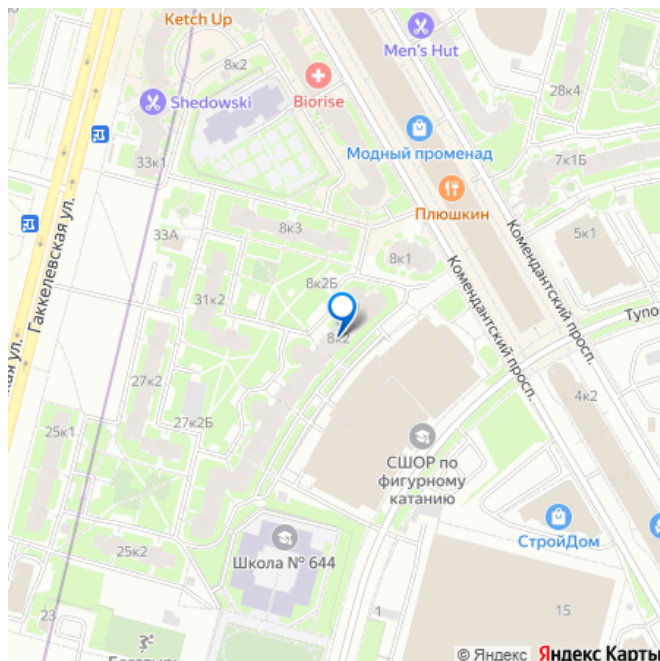 Ketch Up
Men's Hut
8к2
Biorise
28к4
Shedowski
Модный променад
33к1
7к1Б
Плюшкин
8к3
33А
5к1
8к1
Гаккелевская ул.
Комендантский просп.
Комендантский просп.
8к2Б
31к2
Тупо
8к2
ая ул.
27к2
4к2
27к2Б
25к1
СШОР по
фигурному
катанию
СтройДом
25к2
Школа № 644
23
1
15
© Яндекс Яндекс Карты